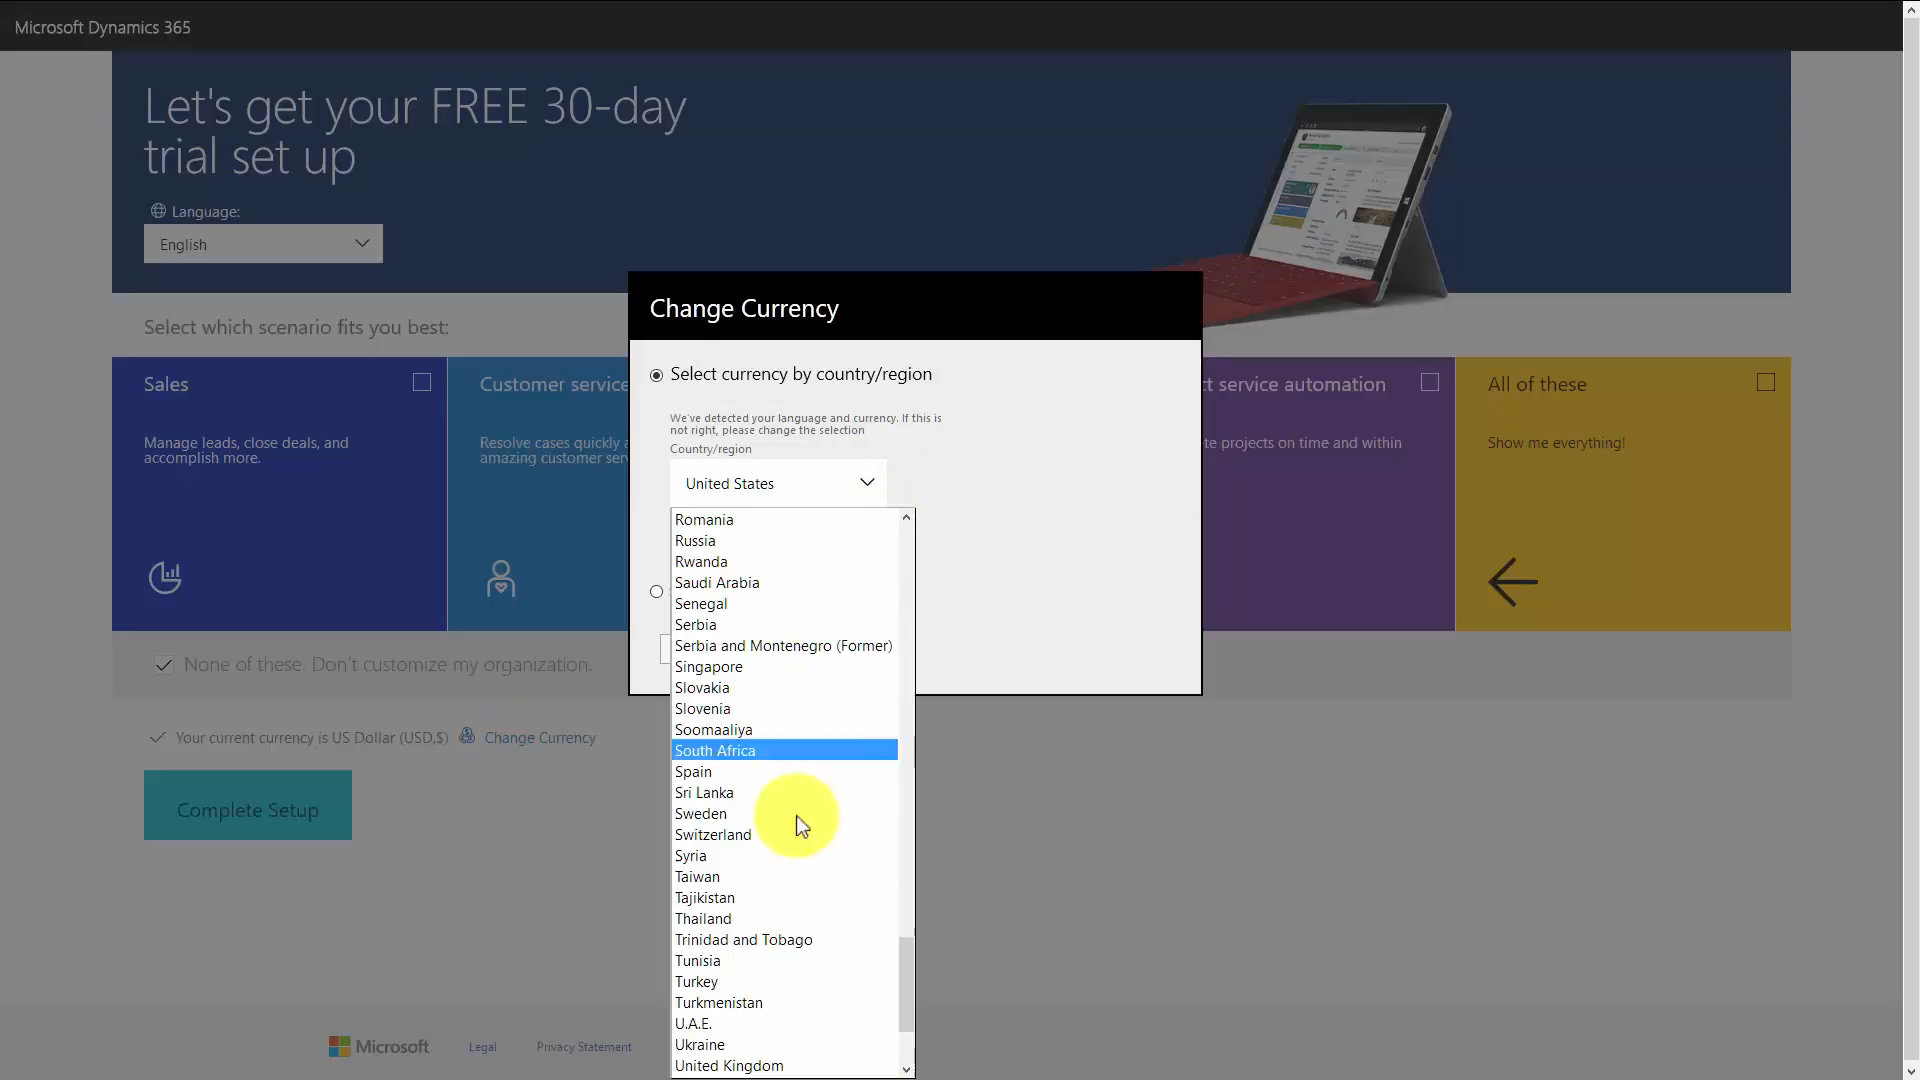 Microsoft Dynamics 365
Let's get your FREE 30-day
trial set up
Language:
English
Select which scenario fits you best:
Sales
Manage leads, close deals, and
accomplish more.
Customer service
Resolve cases quickly
amazing customer
ct service automation
te projects on time and within
All of these
Show me everything!
None of these. Don't customize my organization.
Your current currency is US Dollar (USD,$)
Change Currency
Complete Setup
Change Currency
Select currency by country/region
We've detected your language and currency. If this is
not right, please change the selection
Country/region
United States
Romania
Russia
Rwanda
Saudi Arabia
Senegal
Serbia
Serbia and Montenegro (Former)
Singapore
Slovakia
Slovenia
Soomaaliya
South Africa
Spain
Sri Lanka
Sweden
Switzerland
Syria
Taiwan
Tajikistan
Thailand
Trinidad and Tobago
Tunisia
Turkey
Turkmenistan
U.A.E.
Ukraine
United Kingdom
Microsoft
Legal
Privacy Statement